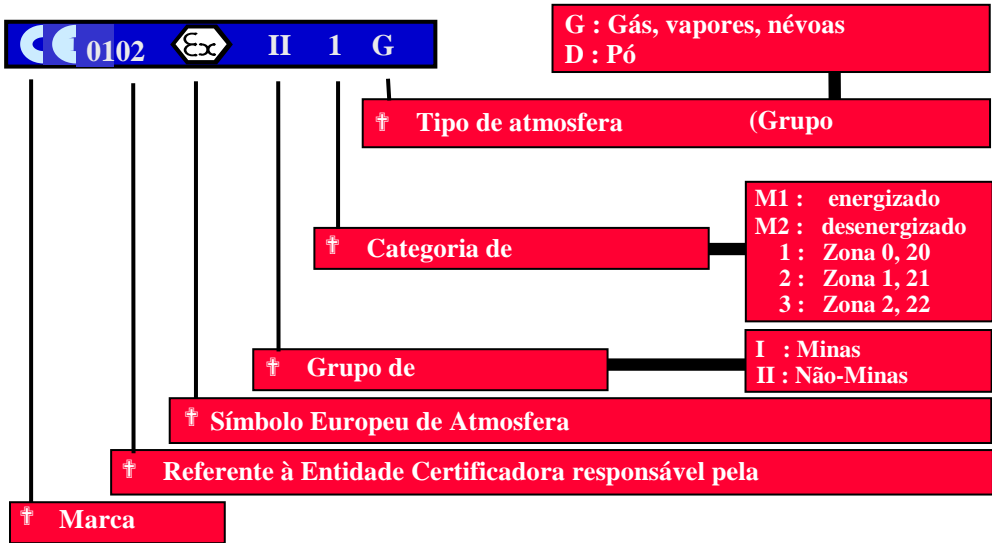 0102 Ex II 1 G
G : Gás, vapores, névoas
D : Pó
✞ Tipo de atmosfera (Grupo
M1 : energizado
M2 : desenergizado
1 : Zona 0, 20
2 : Zona 1, 21
3 : Zona 2, 22
✞ Categoria de
I : Minas
II : Não-Minas
✞ Grupo de
✞ Símbolo Europeu de Atmosfera
✞ Referente à Entidade Certificadora responsável pela
✞ Marca